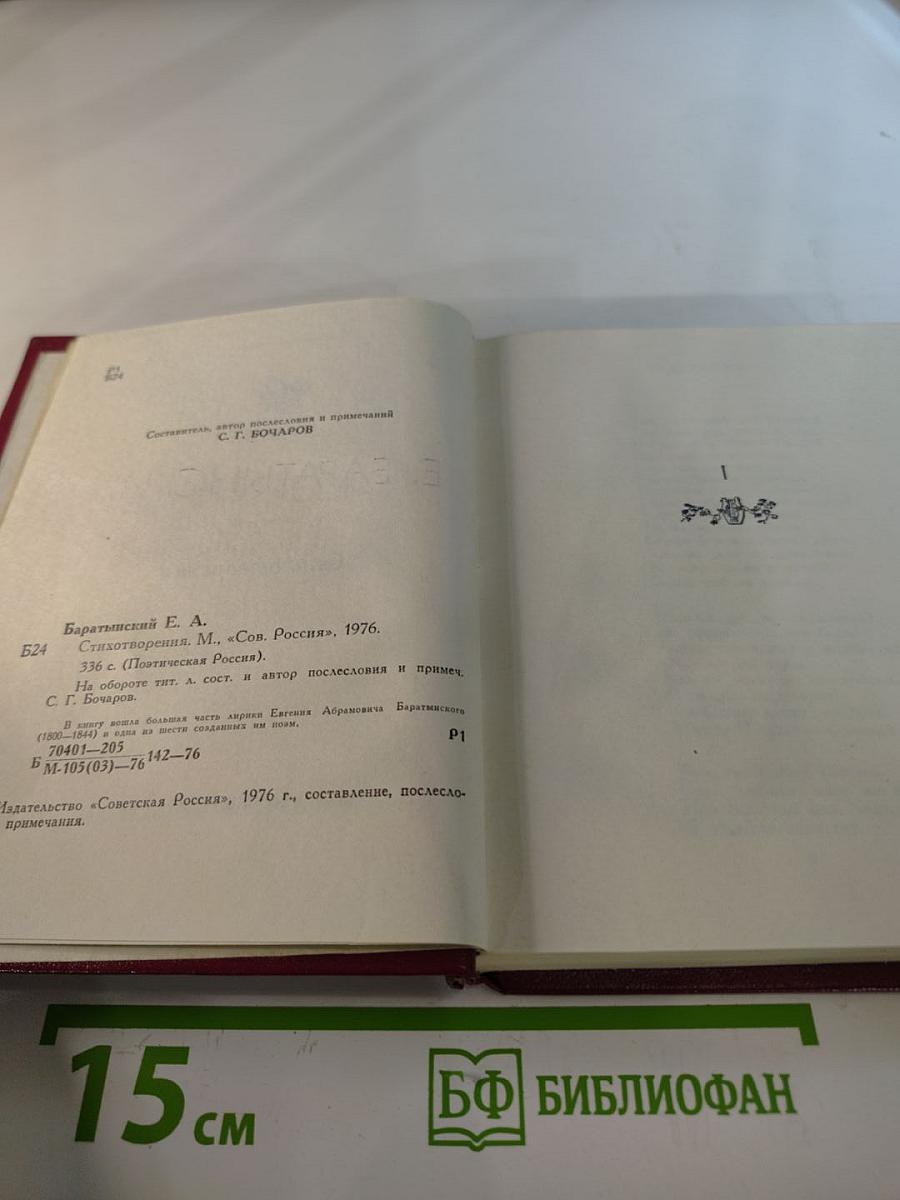 Р1
Б24
Составитель, автор послесловия и примечаний
С. Г. БОЧАРОВ
Баратынский Е. А.
Б24 Стихотворения. М., «Сов. Россия», 1976.
336 с. (Поэтическая Россия).
На обороте тит. л. сост. и автор послесловия и примеч.
С. Г. Бочаров.
В книгу вошла большая часть лирики Евгения Абрамовича Баратынского
(1800—1844) и одна из шести созданных им поэм.
Б 70401—205 142—76 Р1
М-105(03)—76
Издательство «Советская Россия», 1976 г., составление, послесло-
примечания.
I
15 см
БФ БИБЛИОФАН